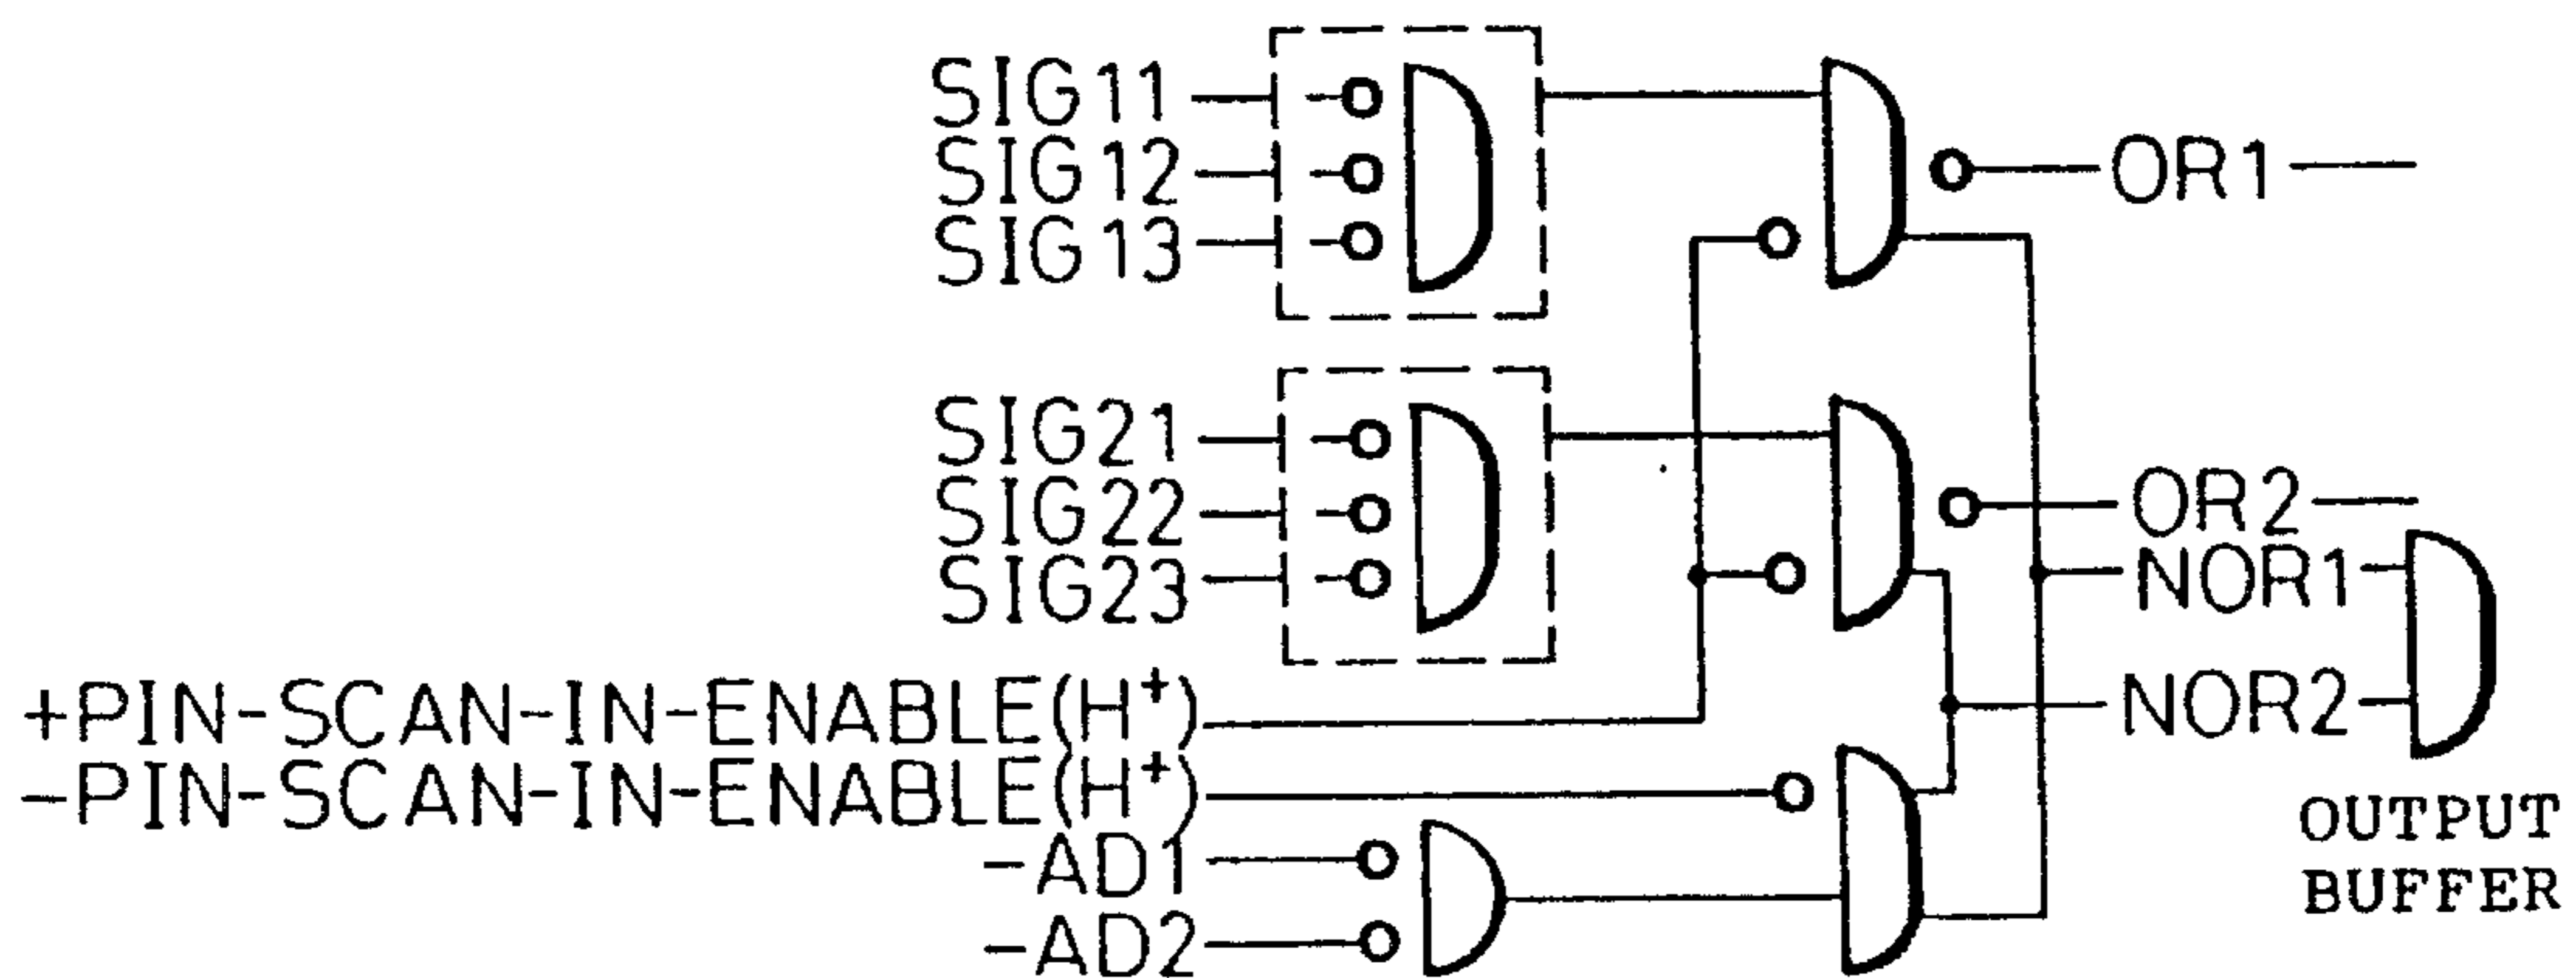 SIG11
SIG12
SIG13
OR1
SIG21
SIG22
SIG23
OR2
NOR1
NOR2
+PIN-SCAN-IN-ENABLE(H+)
-PIN-SCAN-IN-ENABLE(H+)
-AD1
-AD2
OUTPUT
BUFFER